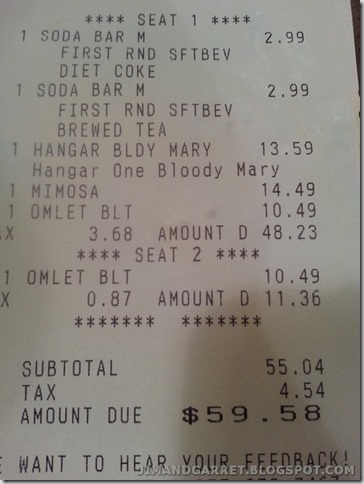 **** SEAT 1 ****
1 SODA BAR M 2.99
FIRST RND SFTBEV
DIET COKE
1 SODA BAR M 2.99
FIRST RND SFTBEV
BREWED TEA
1 HANGAR BLDY MARY 13.59
Hangar One Bloody Mary
1 MIMOSA 14.49
1 OMLET BLT 10.49
AX 3.68 AMOUNT D 48.23
**** SEAT 2 ****
1 OMLET BLT 10.49
X 0.87 AMOUNT D 11.36
******* *******
SUBTOTAL 55.04
TAX 4.54
AMOUNT DUE $59.58
E WANT TO HEAR YOUR FEEDBACK!
JIMANDGARRET.BLOGSPOT.COM